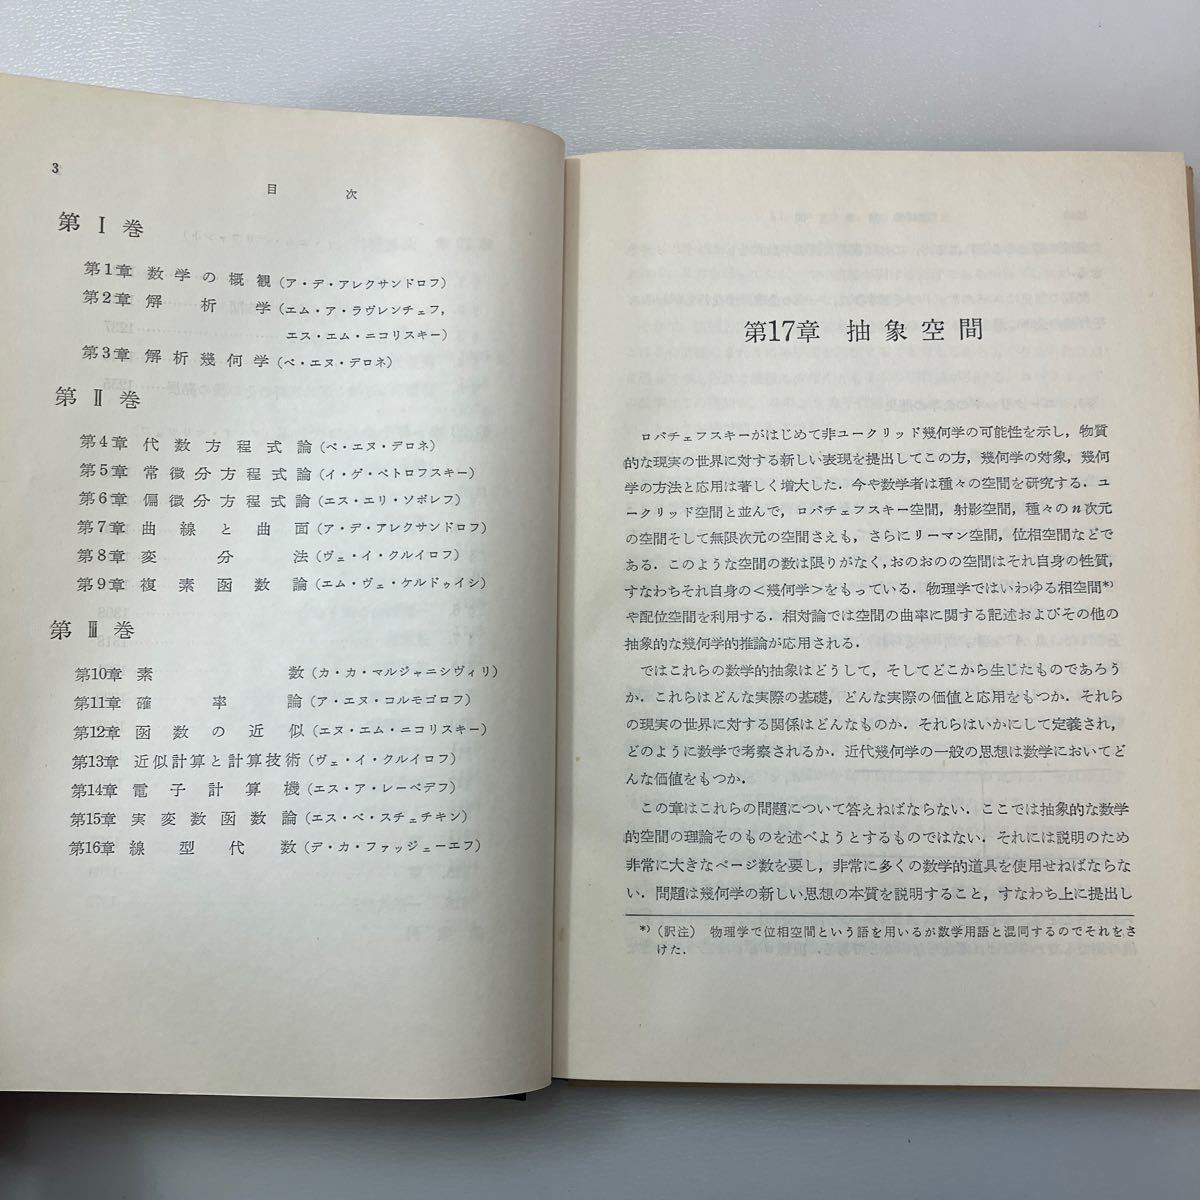 3
目次
第Ⅰ巻
第1章 数学の概観(ア・デ・アレクサンドロフ)
第2章 解析学(エム・ア・ラヴレンチェフ,
エス・エム・ニコリスキー)
第3章 解析幾何学(ベ・エヌ・デロネ)
第Ⅱ巻
第4章 代数方程式論(ベ・エヌ・デロネ)
第5章 常微分方程式論(イ・ゲ・ペトロフスキー)
第6章 偏微分方程式論(エス・エリ・ソボレフ)
第7章 曲線と曲面(ア・デ・アレクサンドロフ)
第8章 変分法(ヴェ・イ・クルイロフ)
第9章 複素函数論(エム・ヴェ・ケルドゥイシ)
第Ⅲ巻
第10章 素数(カ・カ・マルジャニシヴィリ)
第11章 確率論(ア・エヌ・コルモゴロフ)
第12章 函数の近似(エヌ・エム・ニコリスキー)
第13章 近似計算と計算技術(ヴェ・イ・クルイロフ)
第14章 電子計算機(エス・ア・レーベデフ)
第15章 実変数函数論(エス・ベ・スチェチキン)
第16章 線型代数(デ・カ・ファッジェーエフ)
第17章 抽象空間
ロバチェフスキーがはじめて非ユークリッド幾何学の可能性を示し,物質
的な現実の世界に対する新しい表現を提出してこの方,幾何学の対象,幾何
学の方法と応用は著しく増大した.今や数学者は種々の空間を研究する.ユ
ークリッド空間と並んで,ロバチェフスキー空間,射影空間,種々のn次元
の空間そして無限次元の空間さえも,さらにリーマン空間,位相空間などで
ある.このような空間の数は限りがなく,おのおのの空間はそれ自身の性質,
すなわちそれ自身の<幾何学>をもっている.物理学ではいわゆる相空間*)
や配位空間を利用する.相対論では空間の曲率に関する記述およびその他の
抽象的な幾何学的推論が応用される.
ではこれらの数学的抽象はどうして,そしてどこから生じたものであろう
か.これらはどんな実際の基礎,どんな実際の価値と応用をもつか.それら
の現実の世界に対する関係はどんなものか.それらはいかにして定義され,
どのように数学で考察されるか.近代幾何学の一般の思想は数学においてど
んな価値をもつか.
この章はこれらの問題について答えねばならない.ここでは抽象的な数学
的空間の理論そのものを述べようとするものではない.それには説明のため
非常に大きなページ数を要し,非常に多くの数学的道具を使用せねばならな
い.問題は幾何学の新しい思想の本質を説明すること,すなわち上に提出し
*)(訳注) 物理学で位相空間という語を用いるが数学用語と混同するのでそれをさ
けた.